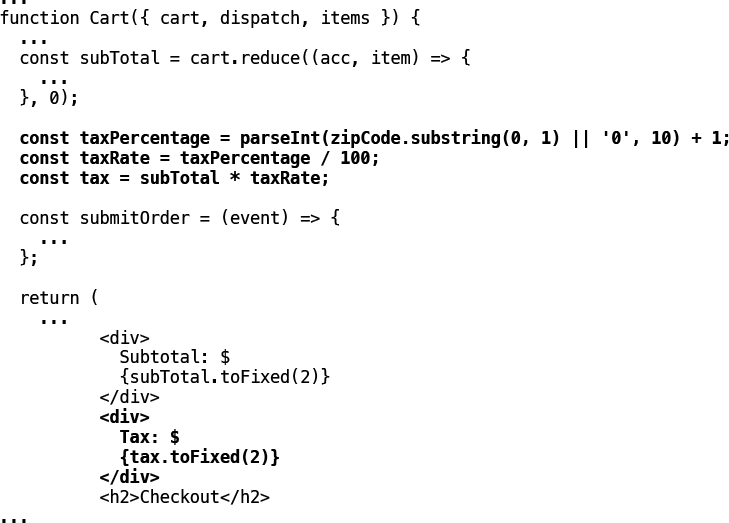 ...
function Cart({ cart, dispatch, items }) {
  ...
  const subTotal = cart.reduce((acc, item) => {
    ...
  }, 0);

  const taxPercentage = parseInt(zipCode.substring(0, 1) || '0', 10) + 1;
  const taxRate = taxPercentage / 100;
  const tax = subTotal * taxRate;

  const submitOrder = (event) => {
    ...
  };

  return (
    ...
          <div>
            Subtotal: $
            {subTotal.toFixed(2)}
          </div>
          <div>
            Tax: $
            {tax.toFixed(2)}
          </div>
          <h2>Checkout</h2>
...